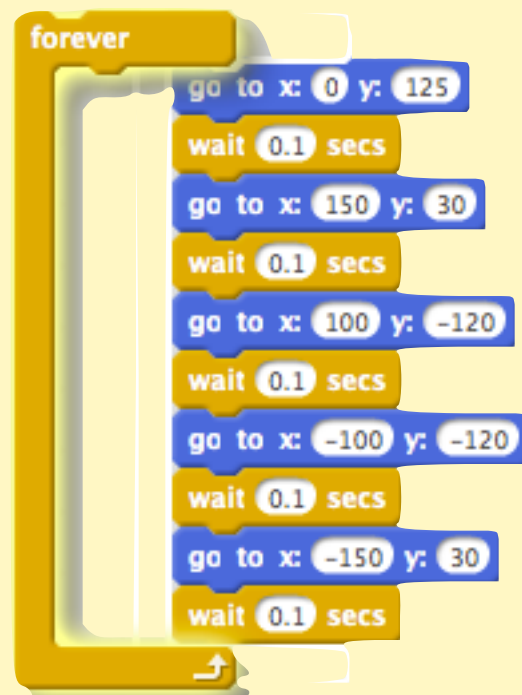 forever
go to x: 0 y: 125
wait 0.1 secs
go to x: 150 y: 30
wait 0.1 secs
go to x: 100 y: -120
wait 0.1 secs
go to x: -100 y: -120
wait 0.1 secs
go to x: -150 y: 30
wait 0.1 secs